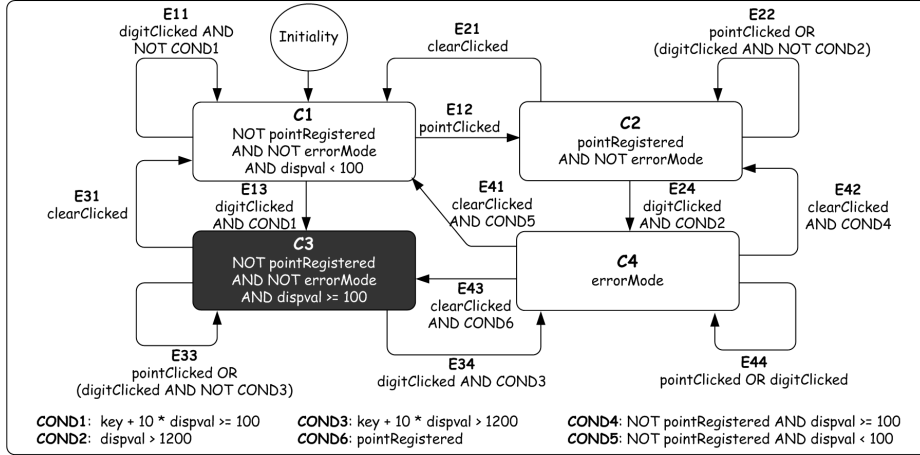 E11
digitClicked AND
NOT COND1
Initiality
E21
clearClicked
E22
pointClicked OR
(digitClicked AND NOT COND2)
C1
NOT pointRegistered
AND NOT errorMode
AND dispval < 100
E12
pointClicked
C2
pointRegistered
AND NOT errorMode
E31
clearClicked
E13
digitClicked
AND COND1
E41
clearClicked
AND COND5
E24
digitClicked
AND COND2
E42
clearClicked
AND COND4
C3
NOT pointRegistered
AND NOT errorMode
AND dispval >= 100
E43
clearClicked
AND COND6
C4
errorMode
E33
pointClicked OR
(digitClicked AND NOT COND3)
E34
digitClicked AND COND3
E44
pointClicked OR digitClicked
COND1: key + 10 * dispval >= 100
COND3: key + 10 * dispval > 1200
COND4: NOT pointRegistered AND dispval >= 100
COND2: dispval > 1200
COND6: pointRegistered
COND5: NOT pointRegistered AND dispval < 100